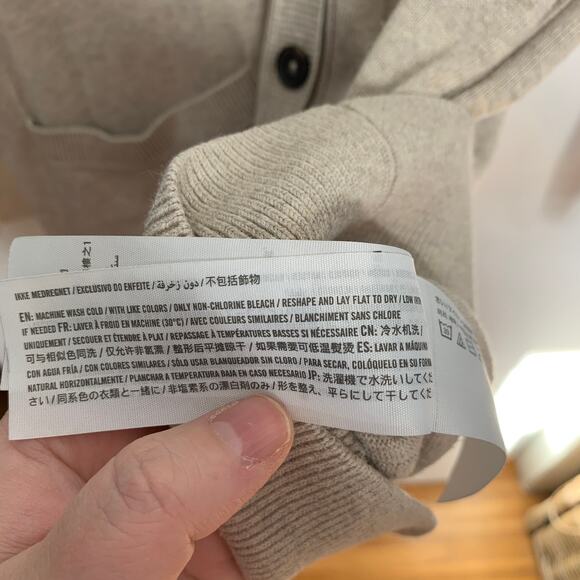 IKKE MEDREGNET / EXCLUSIVO DO ENFEITE / دون زخرفة / 不包括飾物
EN: MACHINE WASH COLD / WITH LIKE COLORS / ONLY NON-CHLORINE BLEACH / RESHAPE AND LAY FLAT TO DRY / LOW IRON
IF NEEDED FR: LAVER À FROID EN MACHINE (30°C) / AVEC COULEURS SIMILAIRES / BLANCHIMENT SANS CHLORE
UNIQUEMENT / SECOUER ET ÉTENDRE À PLAT / REPASSAGE À TEMPÉRATURES BASSES SI NÉCESSAIRE CN: 冷水机洗 /
可与相似色同洗 / 仅允许非氯漂 / 整形后平摊晾干 / 如果需要可低温熨烫 ES: LAVAR A MÁQUINA
CON AGUA FRÍA / CON COLORES SIMILARES / SÓLO USAR BLANQUEADOR SIN CLORO / PARA SECAR, COLÓQUELO EN SU FORMA
NATURAL HORIZONTALMENTE / PLANCHAR A TEMPERATURA BAJA EN CASO NECESARIO JP: 洗濯機で水洗いしてくだ
さい / 同系色の衣類と一緒に / 非塩素系の漂白剤のみ / 形を整え、平らにして干してくだ